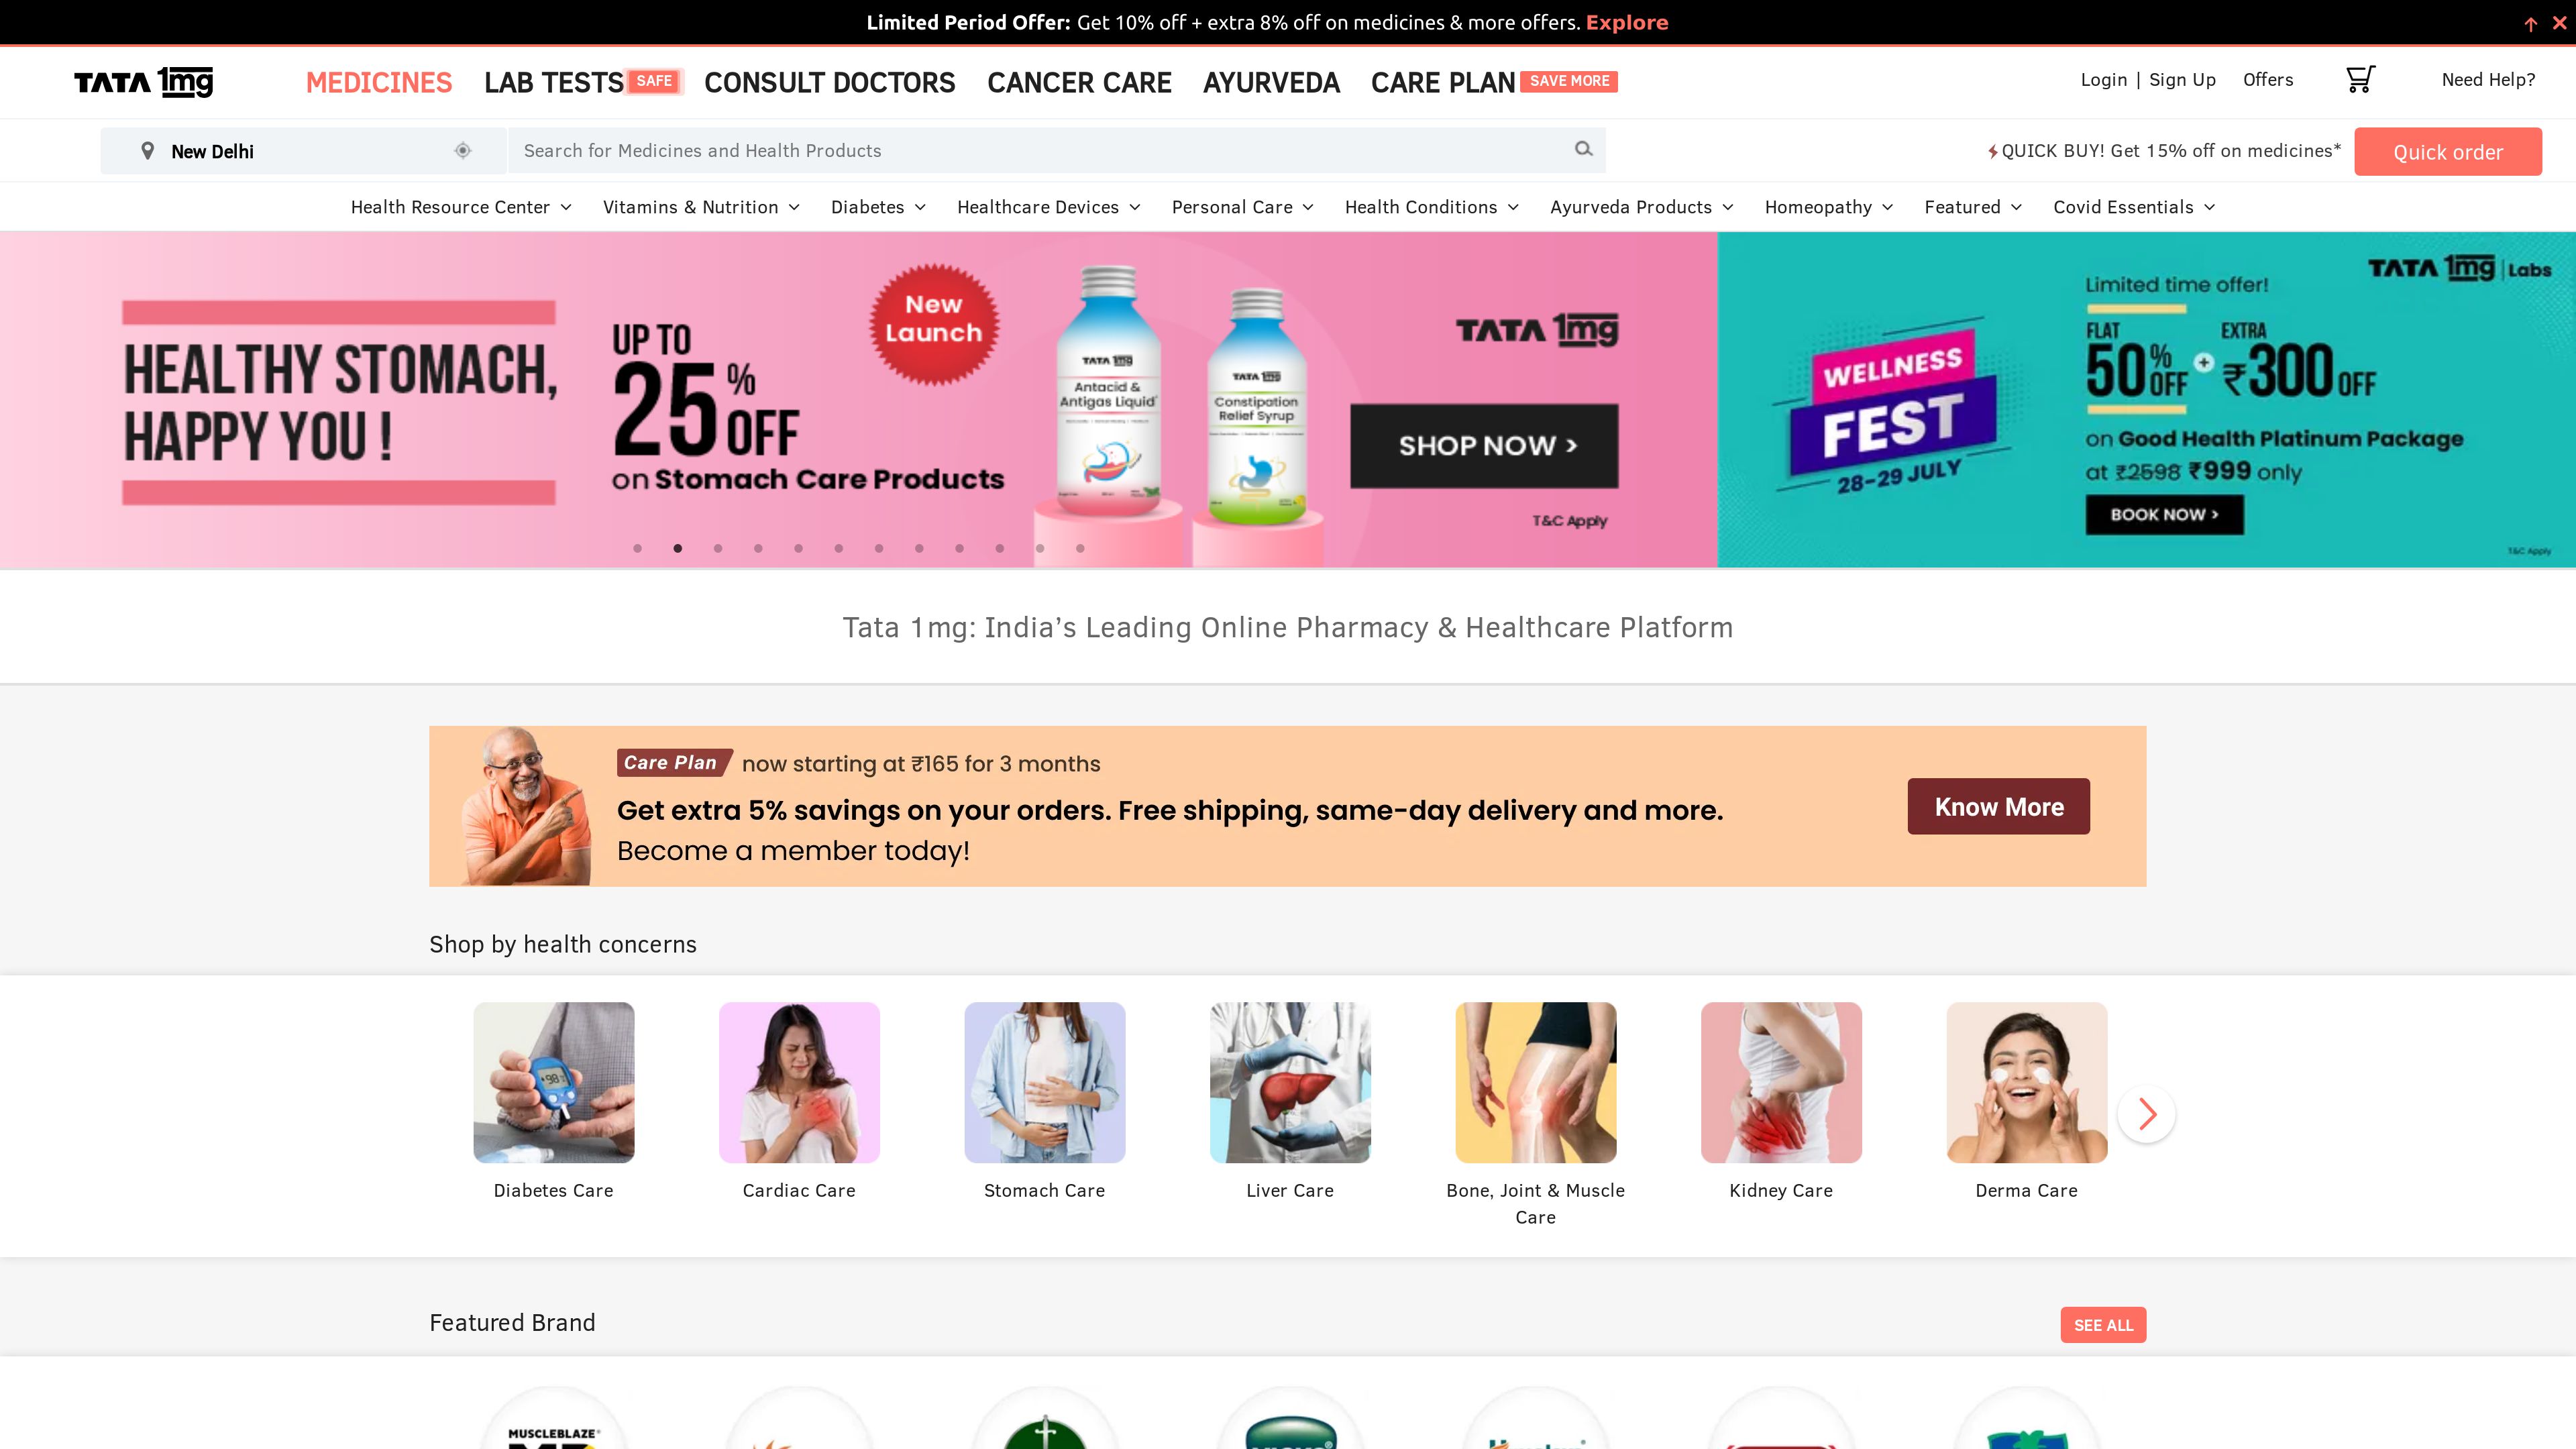 Limited Period Offer: Get 10% off + extra 8% off on medicines & more offers. Explore
TATA 1mg
MEDICINES LAB TESTS SAFE CONSULT DOCTORS CANCER CARE AYURVEDA CARE PLAN SAVE MORE
Login | Sign Up Offers Need Help?
New Delhi
Search for Medicines and Health Products
QUICK BUY! Get 15% off on medicines*
Quick order
Health Resource Center Vitamins & Nutrition Diabetes Healthcare Devices Personal Care Health Conditions Ayurveda Products Homeopathy Featured Covid Essentials
HEALTHY STOMACH,
HAPPY YOU !
UP TO
25% OFF
on Stomach Care Products
New
Launch
TATA 1mg
Antacid &
Antigas Liquid
TATA 1mg
Constipation
Relief Syrup
TATA 1mg
SHOP NOW >
T&C Apply
WELLNESS
FEST
28-29 JULY
TATA 1mg | Labs
Limited time offer!
FLAT 50% OFF + EXTRA ₹300 OFF
on Good Health Platinum Package
at ₹2598 ₹999 only
BOOK NOW >
T&C Apply
Tata 1mg: India’s Leading Online Pharmacy & Healthcare Platform
Care Plan now starting at ₹165 for 3 months
Get extra 5% savings on your orders. Free shipping, same-day delivery and more.
Become a member today!
Know More
Shop by health concerns
98
Diabetes Care
Cardiac Care
Stomach Care
Liver Care
Bone, Joint & Muscle
Care
Kidney Care
Derma Care
Featured Brand
SEE ALL
MUSCLEBLAZE